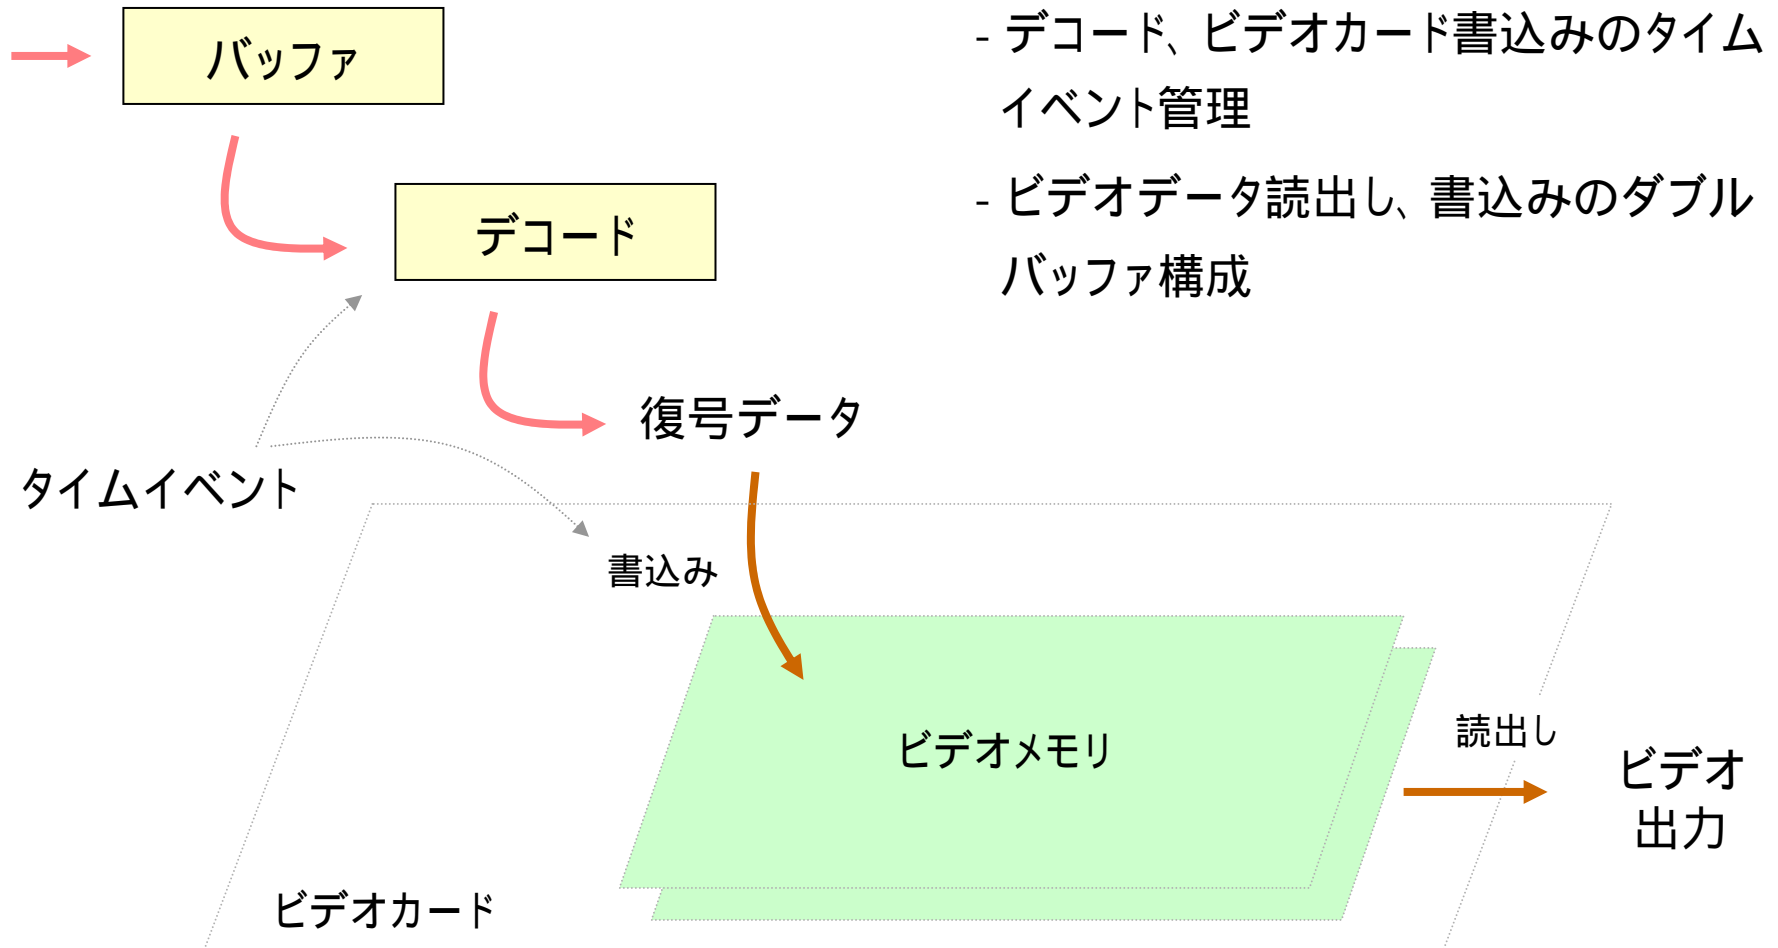 バッファ
- デコード、ビデオカード書込みのタイム
イベント管理
- ビデオデータ読出し、書込みのダブル
バッファ構成
デコード
復号データ
タイムイベント
書込み
ビデオメモリ
読出し
ビデオ
出力
ビデオカード